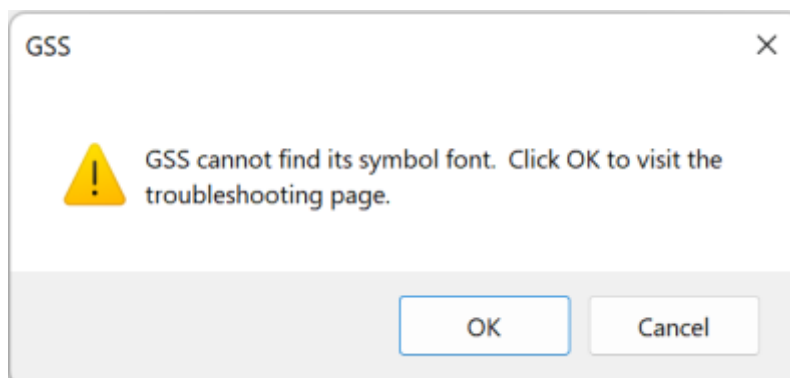 GSS
GSS cannot find its symbol font.  Click OK to visit the
troubleshooting page.
OK
Cancel